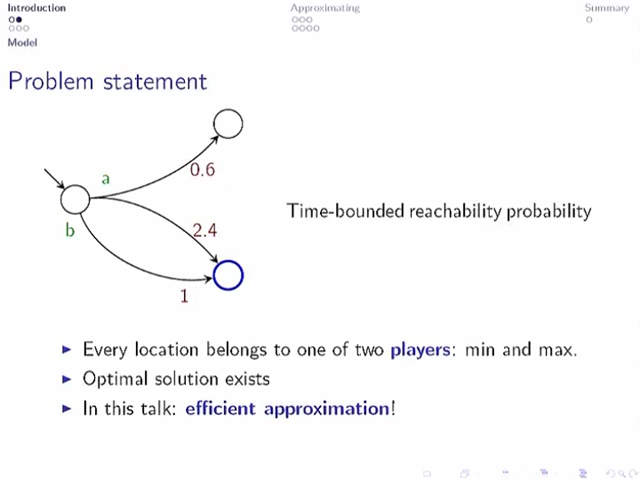 Introduction
Approximating
Summary
Model
Problem statement
a
0.6
b
2.4
1
Time-bounded reachability probability
Every location belongs to one of two players: min and max.
Optimal solution exists
In this talk: efficient approximation!